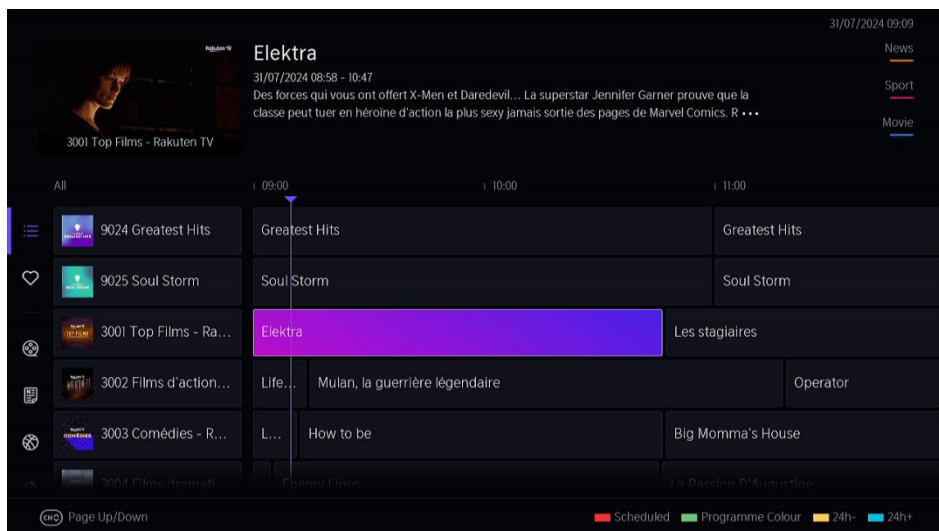 31/07/2024 09:09
Rakuten TV
Elektra
News
31/07/2024 08:58 - 10:47
Des forces qui vous ont offert X-Men et Daredevil... La superstar Jennifer Garner prouve que la
Sport
classe peut tuer en héroïne d'action la plus sexy jamais sortie des pages de Marvel Comics. R •••
Movie
3001 Top Films - Rakuten TV
All
09:00
10:00
11:00
9024 Greatest Hits
Greatest Hits
Greatest Hits
9025 Soul Storm
Soul Storm
Soul Storm
TOP FILMS
3001 Top Films - Ra...
Elektra
Les stagiaires
3002 Films d'action...
Life...
Mulan, la guerrière légendaire
Operator
COMÉDIES
3003 Comédies - R...
L...
How to be
Big Momma's House
3004 Films dramati
Enemy Lines
La Passion D'Augustine
CH Page Up/Down
Scheduled
Programme Colour
24h-
24h+